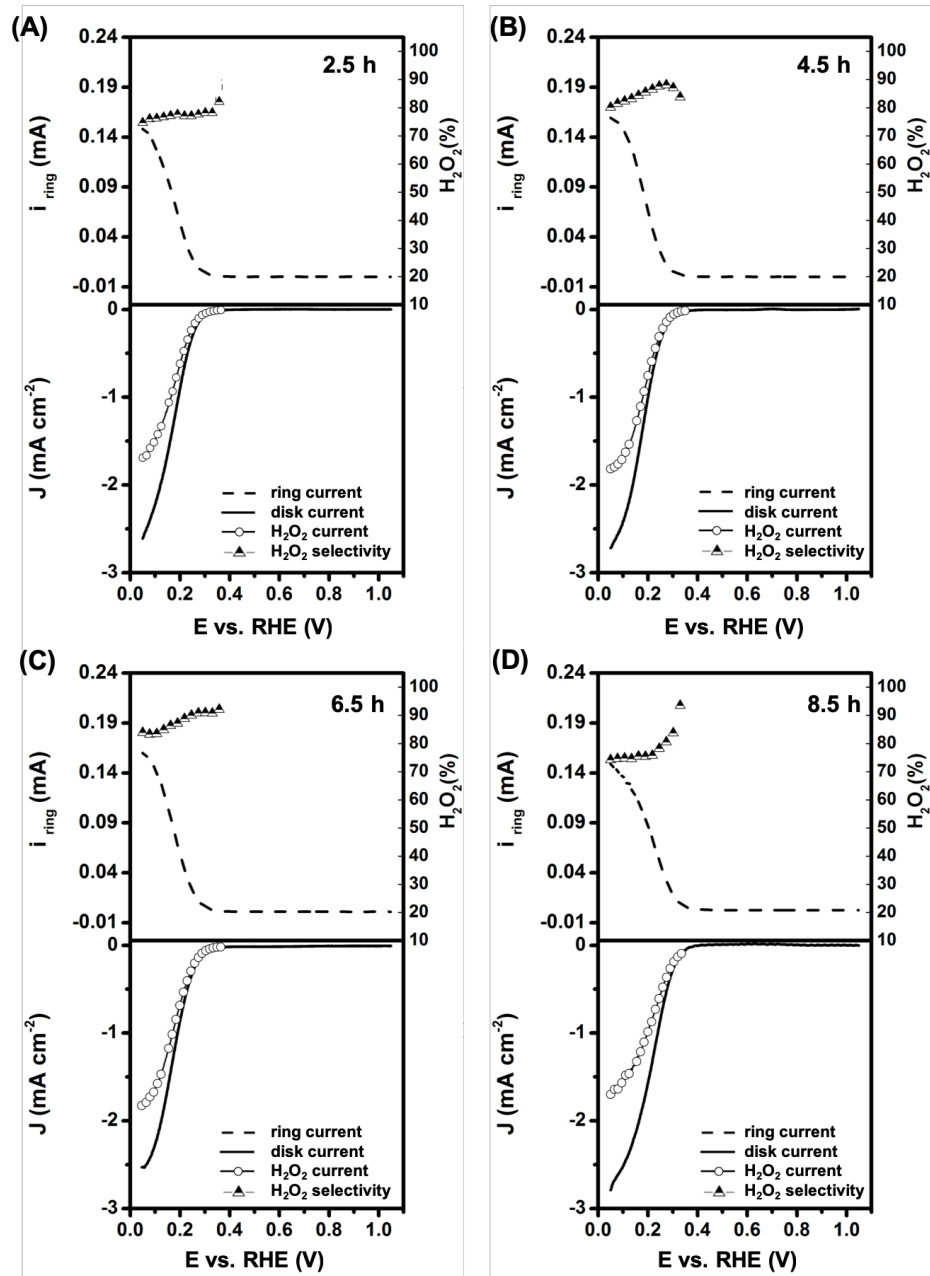 (A)
2.5 h
0.24
0.19
0.14
0.09
0.04
-0.01
i ring (mA)
100
90
80
70
60
50
40
30
20
10
H2O2(%)
0
-1
-2
-3
J (mA cm-2)
ring current
disk current
H2O2 current
H2O2 selectivity
0.0 0.2 0.4 0.6 0.8 1.0
E vs. RHE (V)
(B)
4.5 h
0.24
0.19
0.14
0.09
0.04
-0.01
i ring (mA)
100
90
80
70
60
50
40
30
20
10
H2O2(%)
0
-1
-2
-3
J (mA cm-2)
ring current
disk current
H2O2 current
H2O2 selectivity
0.0 0.2 0.4 0.6 0.8 1.0
E vs. RHE (V)
(C)
6.5 h
0.24
0.19
0.14
0.09
0.04
-0.01
i ring (mA)
100
90
80
70
60
50
40
30
20
10
H2O2(%)
0
-1
-2
-3
J (mA cm-2)
ring current
disk current
H2O2 current
H2O2 selectivity
0.0 0.2 0.4 0.6 0.8 1.0
E vs. RHE (V)
(D)
8.5 h
0.24
0.19
0.14
0.09
0.04
-0.01
i ring (mA)
100
90
80
70
60
50
40
30
20
10
H2O2(%)
0
-1
-2
-3
J (mA cm-2)
ring current
disk current
H2O2 current
H2O2 selectivity
0.0 0.2 0.4 0.6 0.8 1.0
E vs. RHE (V)